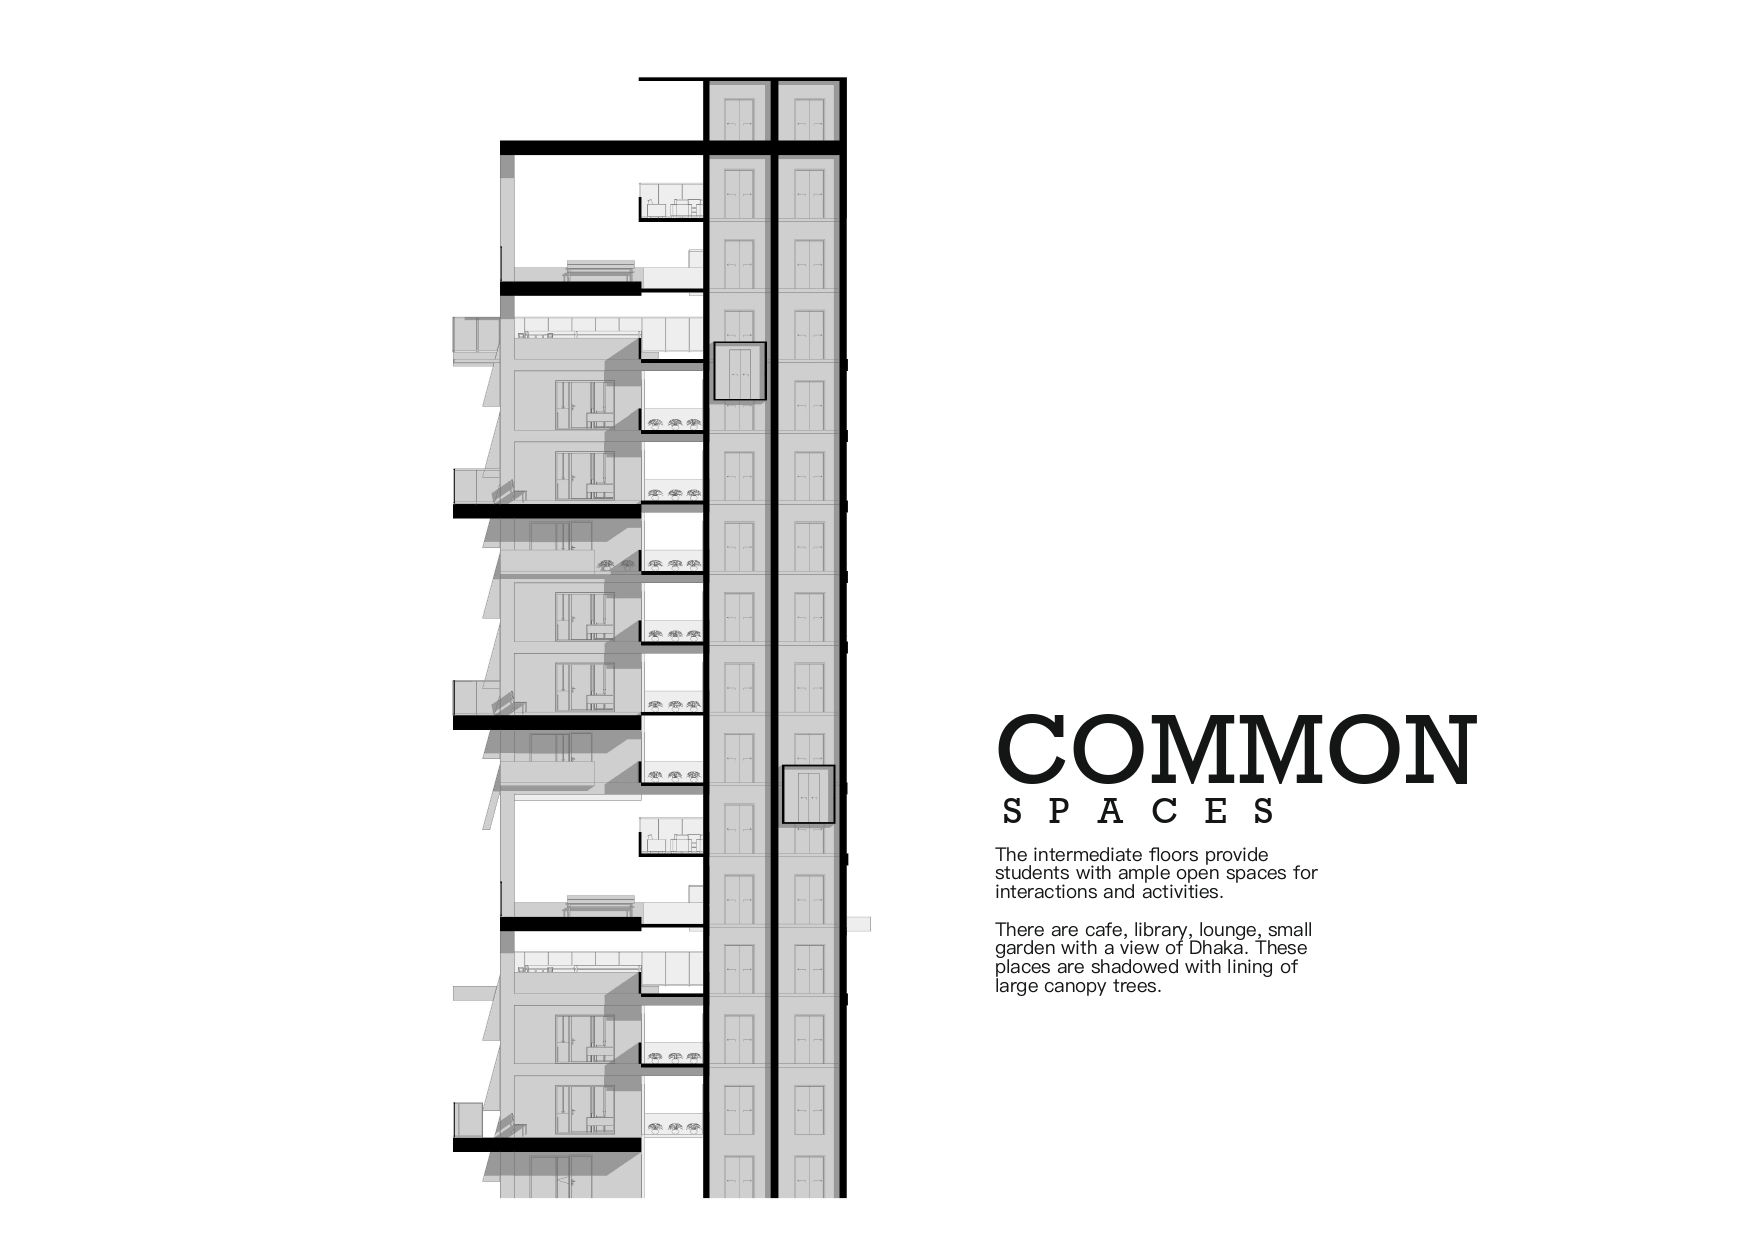 COMMON
SPACES
The intermediate floors provide
students with ample open spaces for
interactions and activities.
There are cafe, library, lounge, small
garden with a view of Dhaka. These
places are shadowed with lining of
large canopy trees.